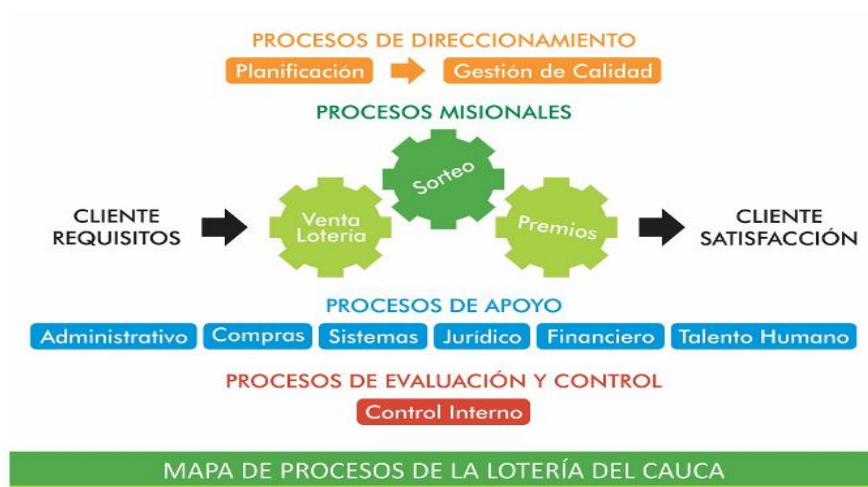 PROCESOS DE DIRECCIONAMIENTO
Planificación
Gestión de Calidad
PROCESOS MISIONALES
Sorteo
CLIENTE
REQUISITOS
Venta
Lotería
Premios
CLIENTE
SATISFACCIÓN
PROCESOS DE APOYO
Administrativo
Compras
Sistemas
Jurídico
Financiero
Talento Humano
PROCESOS DE EVALUACIÓN Y CONTROL
Control Interno
MAPA DE PROCESOS DE LA LOTERÍA DEL CAUCA